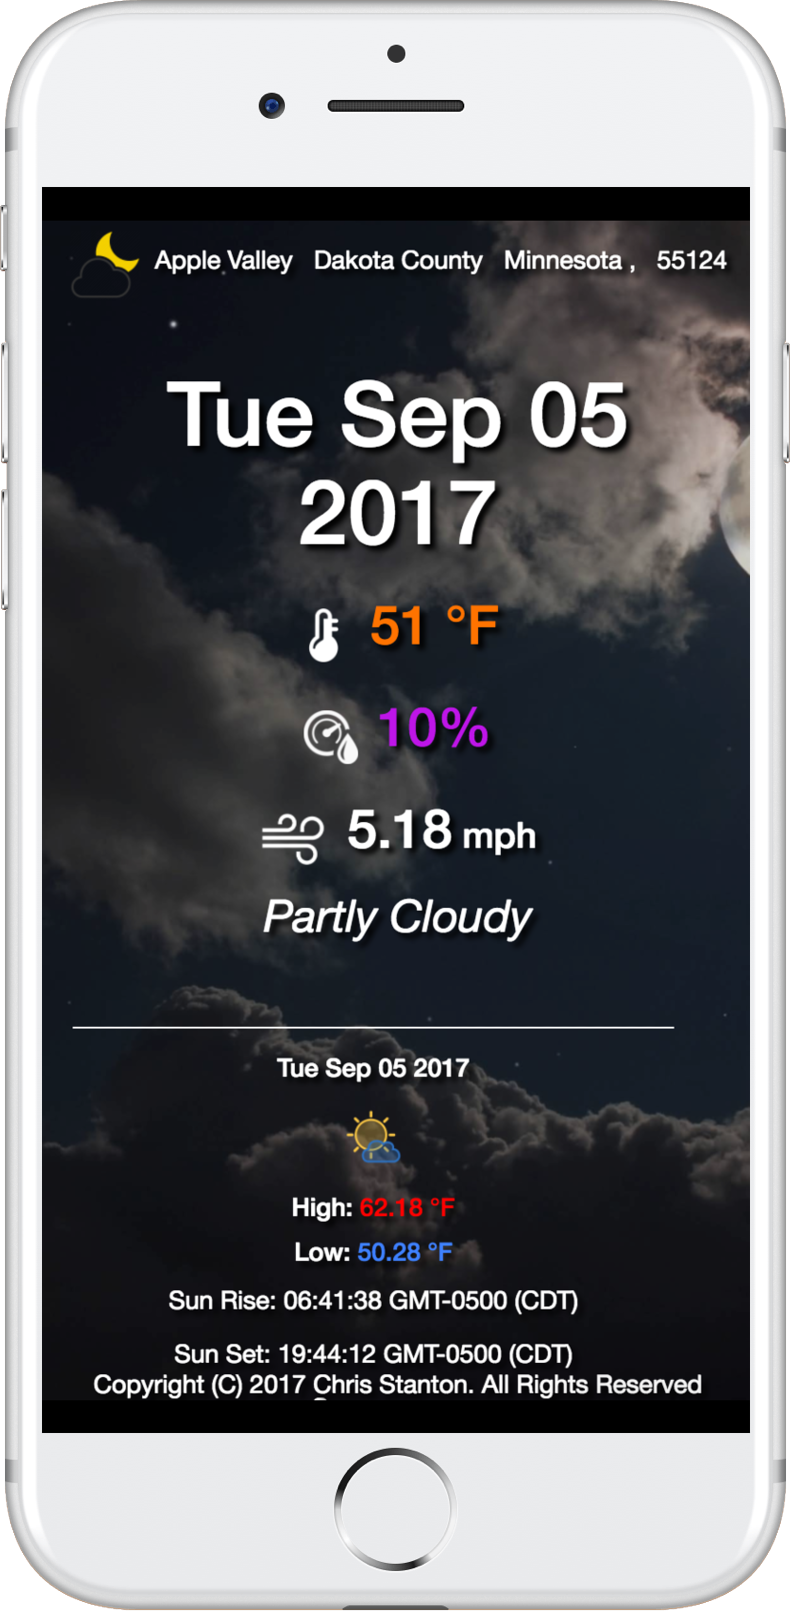 Apple Valley Dakota County Minnesota , 55124
Tue Sep 05
2017
51 °F
10%
5.18 mph
Partly Cloudy
Tue Sep 05 2017
High: 62.18 °F
Low: 50.28 °F
Sun Rise: 06:41:38 GMT-0500 (CDT)
Sun Set: 19:44:12 GMT-0500 (CDT)
Copyright (C) 2017 Chris Stanton. All Rights Reserved